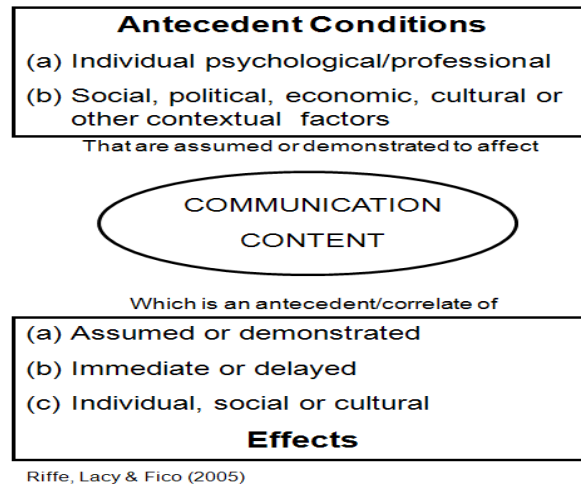 Antecedent Conditions
(a) Individual psychological/professional
(b) Social, political, economic, cultural or
other contextual factors
That are assumed or demonstrated to affect
COMMUNICATION
CONTENT
Which is an antecedent/correlate of
(a) Assumed or demonstrated
(b) Immediate or delayed
(c) Individual, social or cultural
Effects
Riffe, Lacy & Fico (2005)